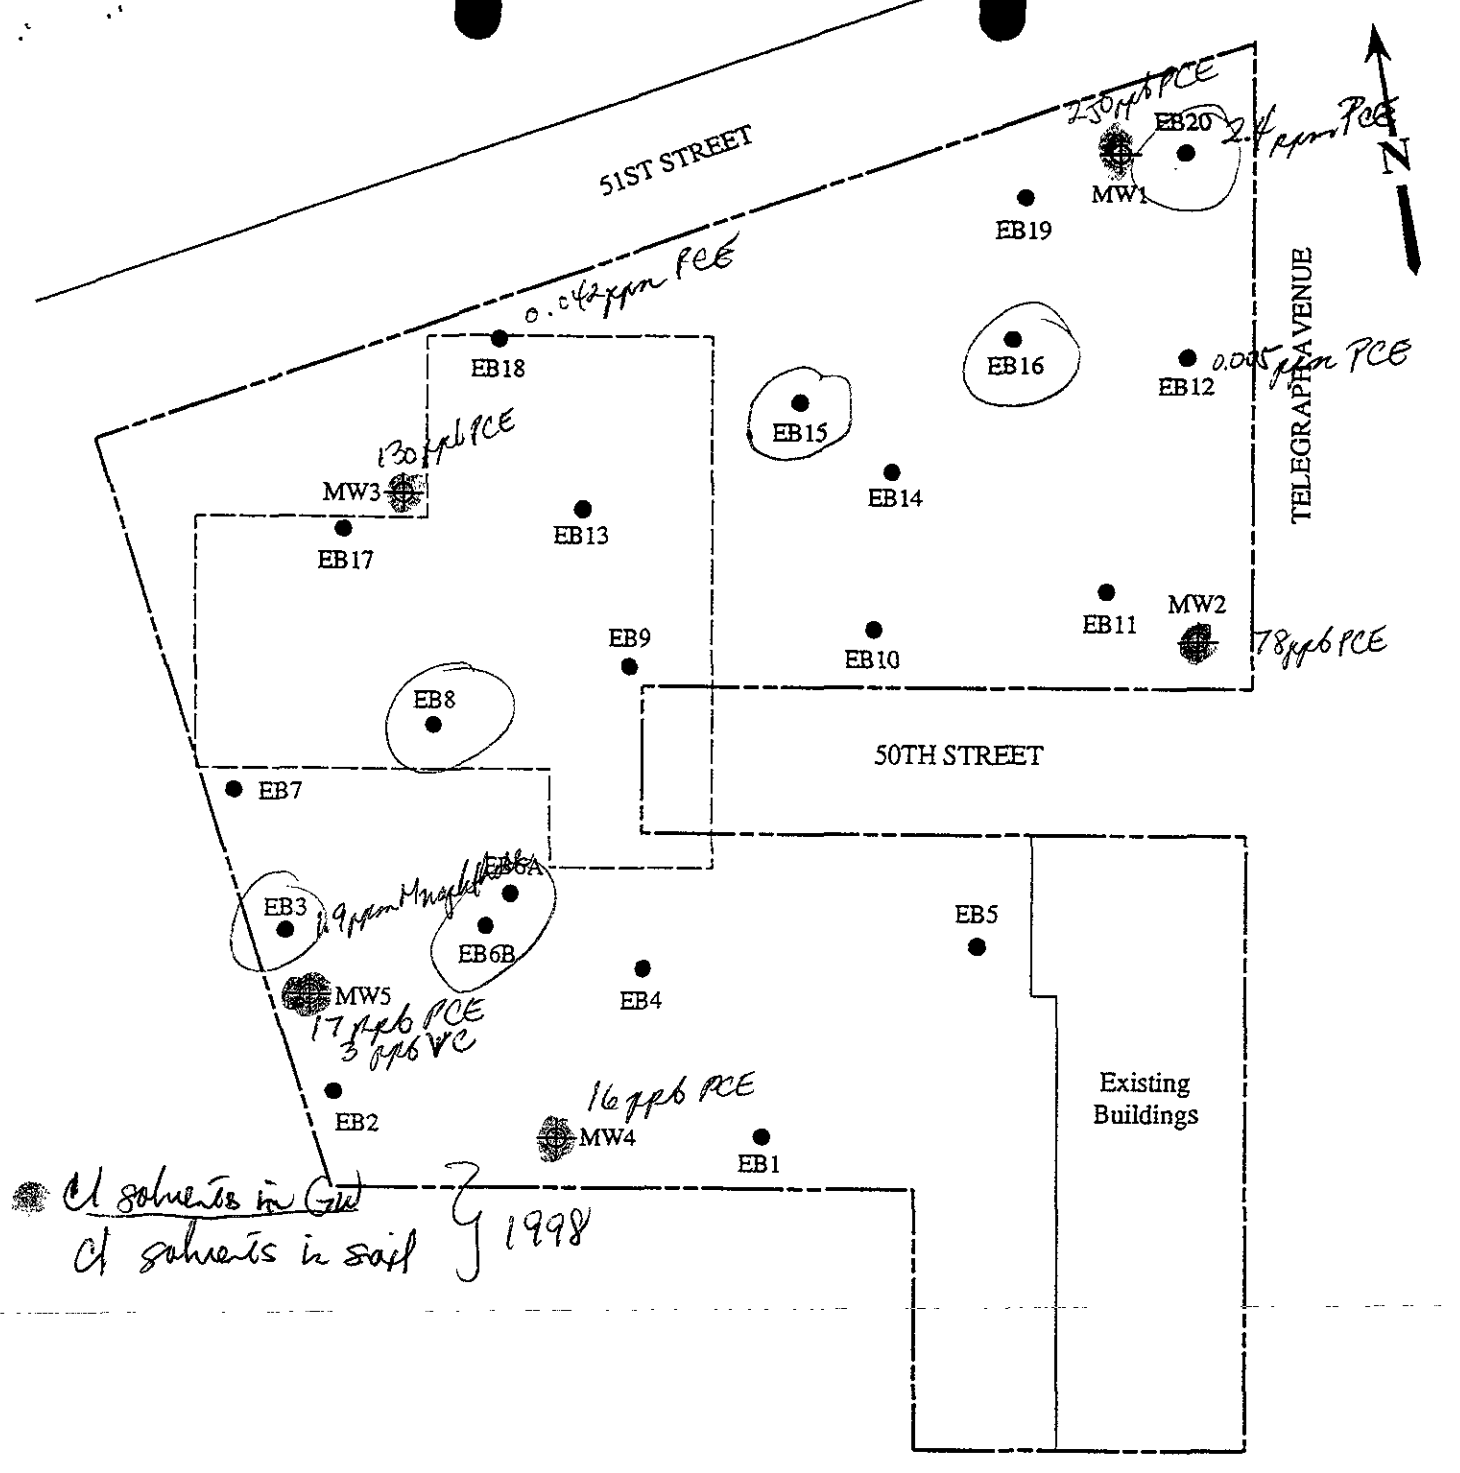 250 ppb PCE
EB20
2.4 ppm PCE
N
MW1
51ST STREET
EB19
TELEGRAPH AVENUE
0.042 ppm PCE
EB18
EB16
EB12
0.005 ppm PCE
EB15
130 ppb PCE
MW3
EB14
EB13
EB17
EB11
MW2
78 ppb PCE
EB9
EB10
EB8
50TH STREET
EB7
EB6A
EB3
1.9 ppm
EB6B
EB5
EB4
MW5
17 ppb PCE
3 ppb VC
Existing
Buildings
16 ppb PCE
EB2
MW4
EB1
Cl solvents in GW
Cl solvents in soil
1998